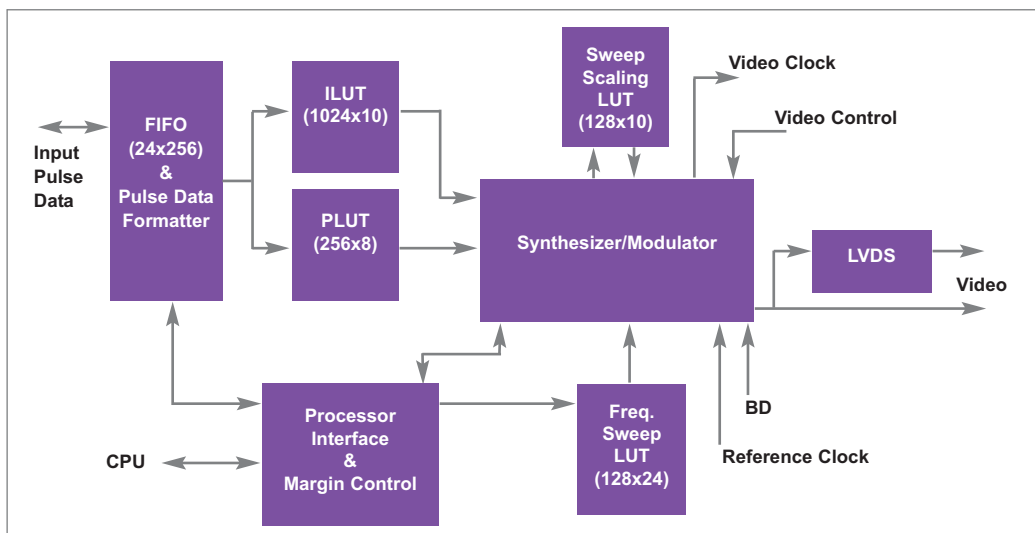 Input
Pulse
Data
FIFO
(24x256)
&
Pulse Data
Formatter
ILUT
(1024x10)
PLUT
(256x8)
Sweep
Scaling
LUT
(128x10)
Video Clock
Video Control
Synthesizer/Modulator
LVDS
Video
CPU
Processor
Interface
&
Margin Control
Freq.
Sweep
LUT
(128x24)
BD
Reference Clock